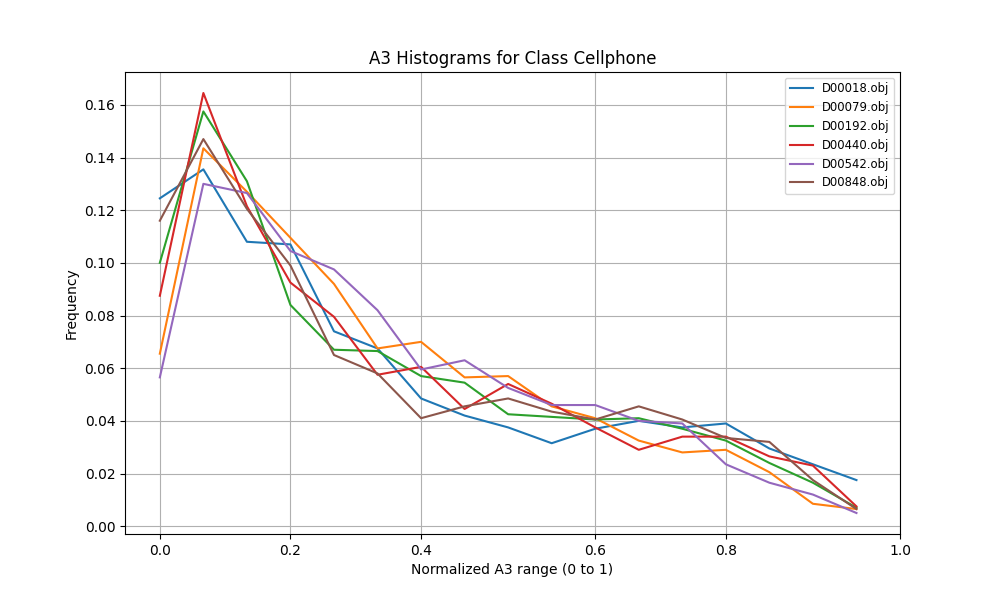 A3 Histograms for Class Cellphone
D00018.obj
D00079.obj
D00192.obj
D00440.obj
D00542.obj
D00848.obj
Frequency
0.16
0.14
0.12
0.10
0.08
0.06
0.04
0.02
0.00
0.0 0.2 0.4 0.6 0.8 1.0
Normalized A3 range (0 to 1)